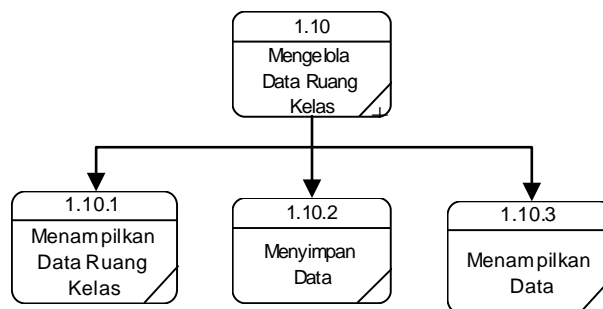 1.10
Mengelola
Data Ruang
Kelas
1.10.1
Menampilkan
Data Ruang
Kelas
1.10.2
Menyimpan
Data
1.10.3
Menampilkan
Data